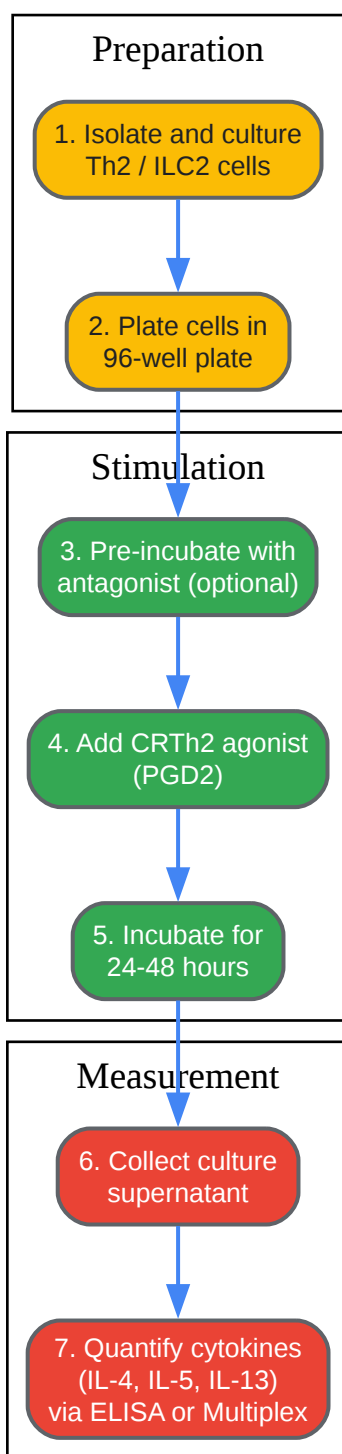 Preparation
1. Isolate and culture
Th2 / ILC2 cells
2. Plate cells in
96-well plate
Stimulation
3. Pre-incubate with
antagonist (optional)
4. Add CRTh2 agonist
(PGD2)
5. Incubate for
24-48 hours
Measurement
6. Collect culture
supernatant
7. Quantify cytokines
(IL-4, IL-5, IL-13)
via ELISA or Multiplex